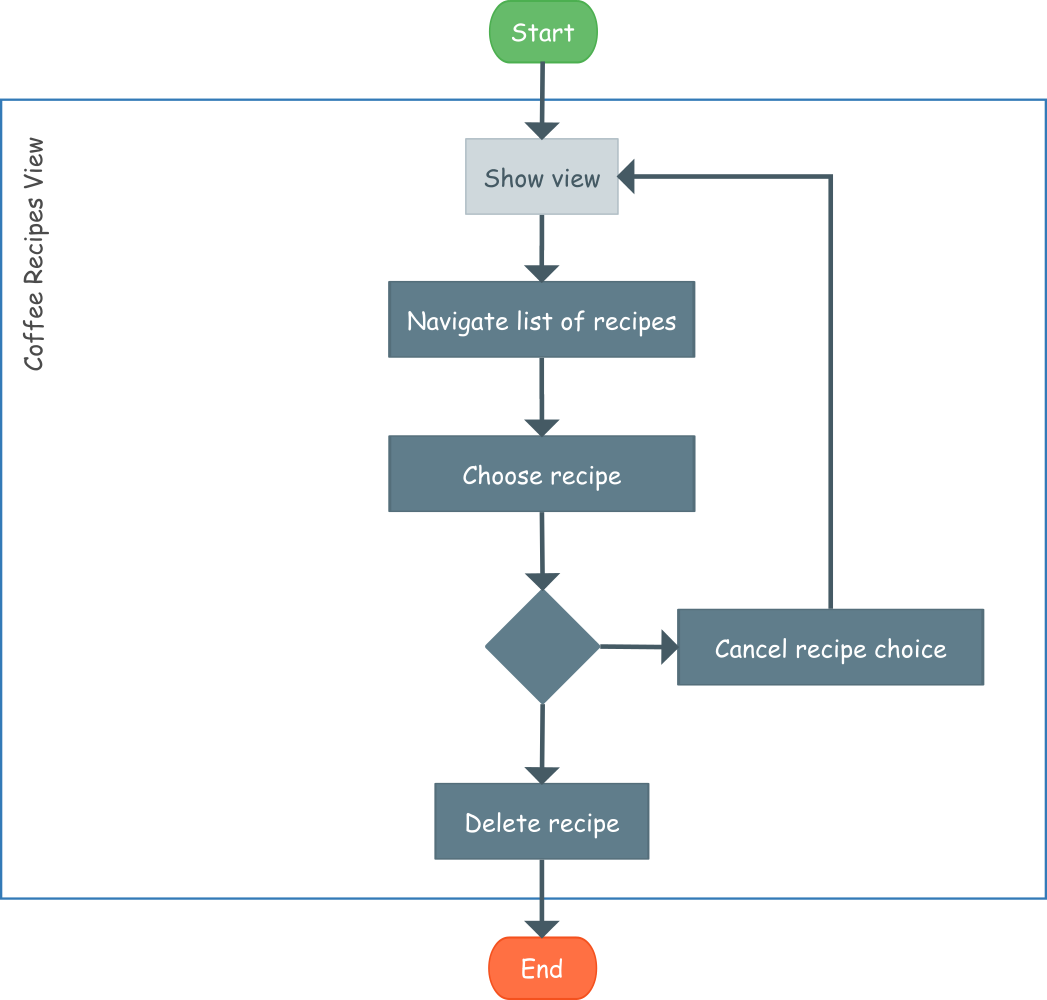 Start
Coffee Recipes View
Show view
Navigate list of recipes
Choose recipe
Cancel recipe choice
Delete recipe
End